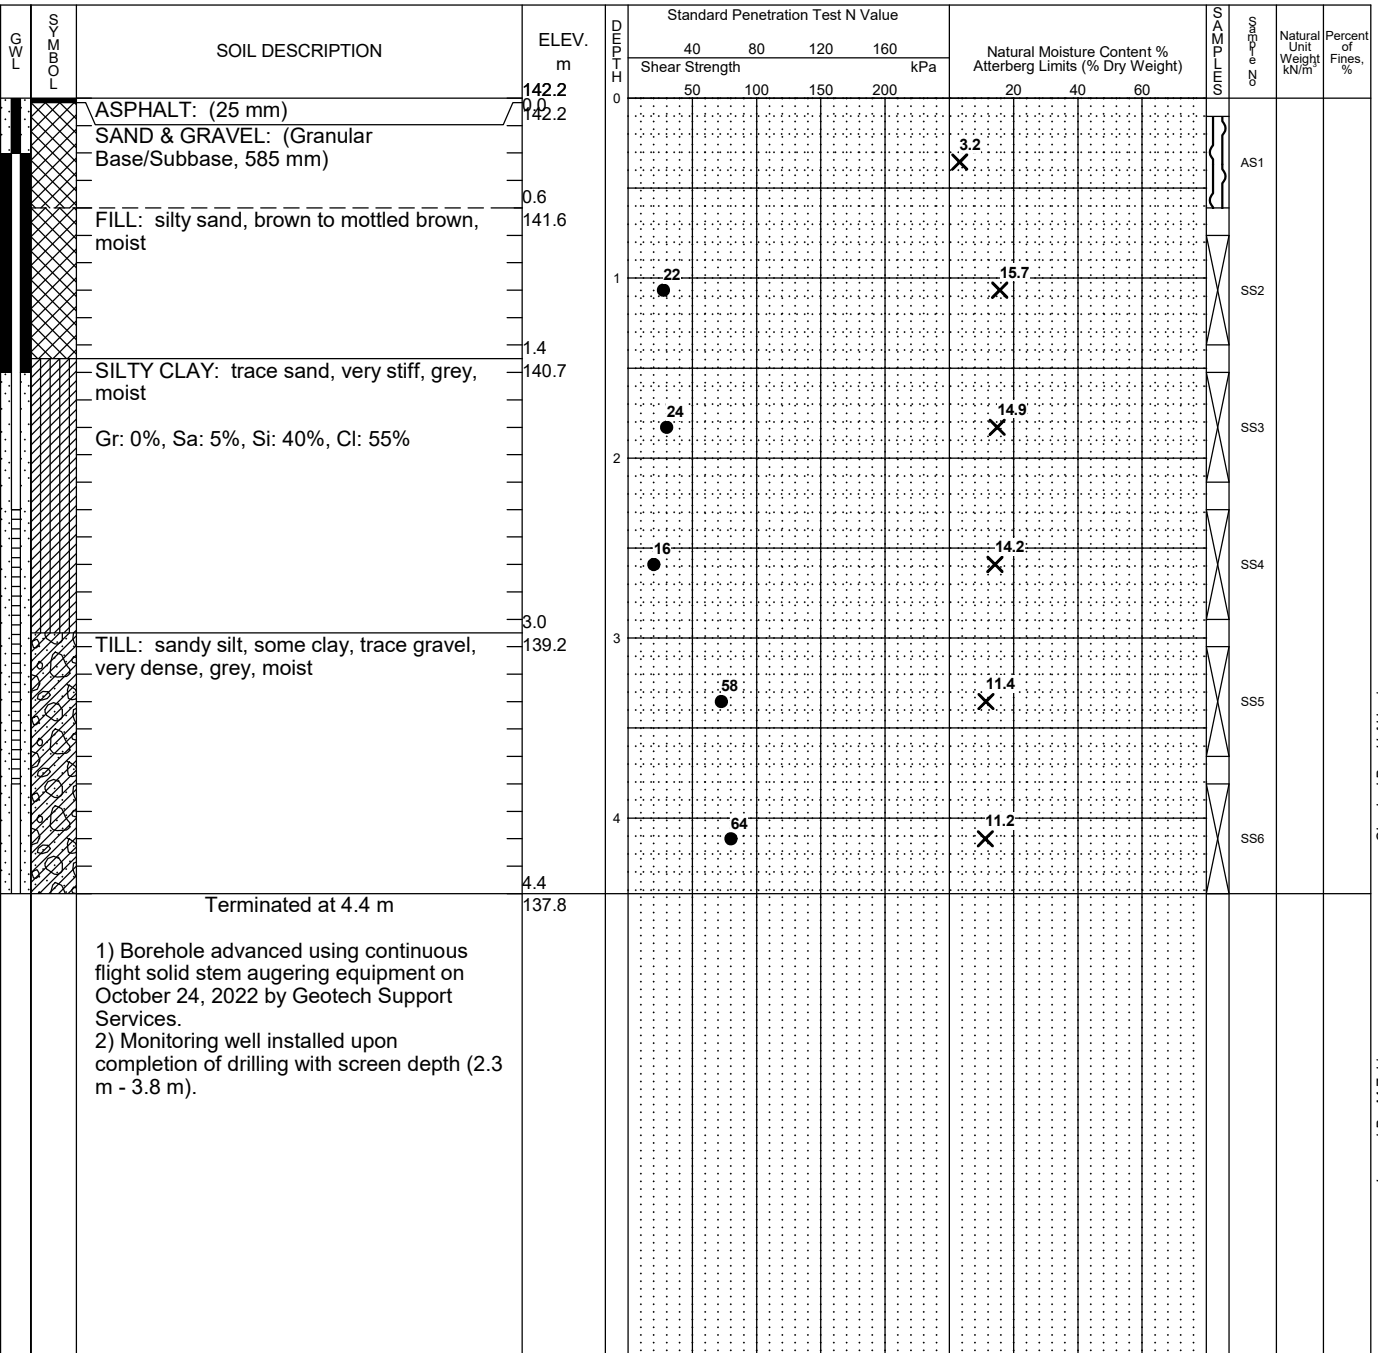 GWL
SYMBOL
SOIL DESCRIPTION
ELEV.
m
142.2
DEPTH
0
Standard Penetration Test N Value
40 80 120 160
Shear Strength kPa
50 100 150 200
Natural Moisture Content %
Atterberg Limits (% Dry Weight)
20 40 60
SAMPLES
Sample No
Natural
Unit
Weight
kN/m³
Percent
of
Fines,
%
ASPHALT: (25 mm)
0.0
142.2
SAND & GRAVEL: (Granular
Base/Subbase, 585 mm)
3.2
AS1
0.6
FILL: silty sand, brown to mottled brown,
moist
141.6
1
22
15.7
SS2
1.4
SILTY CLAY: trace sand, very stiff, grey,
moist
140.7
24
14.9
SS3
Gr: 0%, Sa: 5%, Si: 40%, Cl: 55%
2
16
14.2
SS4
3.0
3
TILL: sandy silt, some clay, trace gravel,
very dense, grey, moist
139.2
58
11.4
SS5
4
64
11.2
SS6
4.4
Terminated at 4.4 m
137.8
1) Borehole advanced using continuous
flight solid stem augering equipment on
October 24, 2022 by Geotech Support
Services.
2) Monitoring well installed upon
completion of drilling with screen depth (2.3
m - 3.8 m).